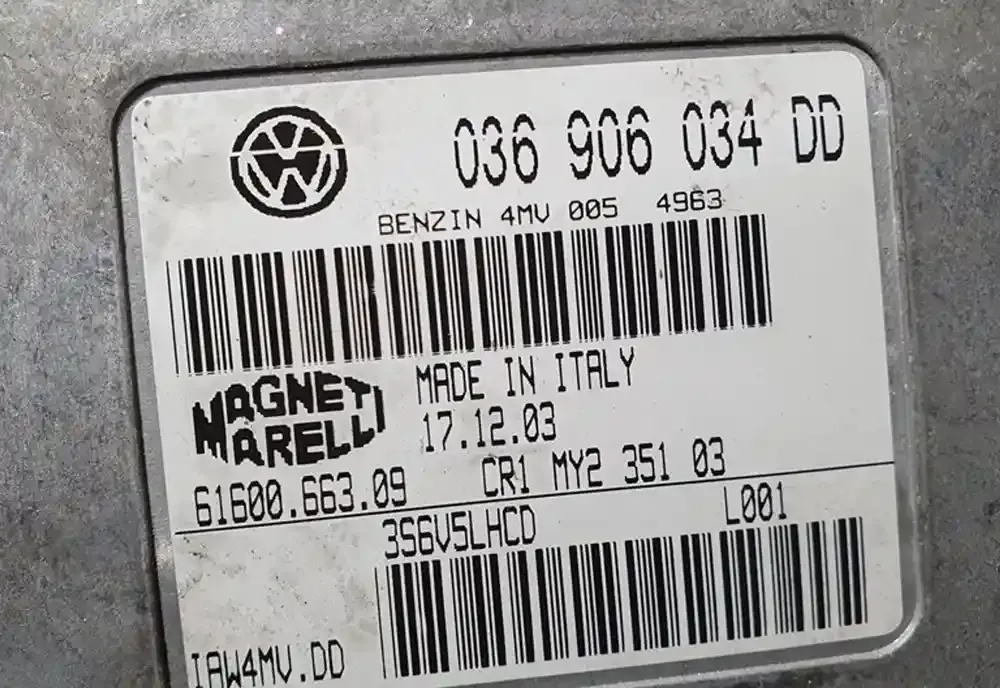 036 906 034 DD
BENZIN 4MV 005 4963
MAGNETI
MARELLI
MADE IN ITALY
17.12.03
61600.663.09 CR1 MY2 351 03
3S6V5LHCD L001
IAW4MV.DD